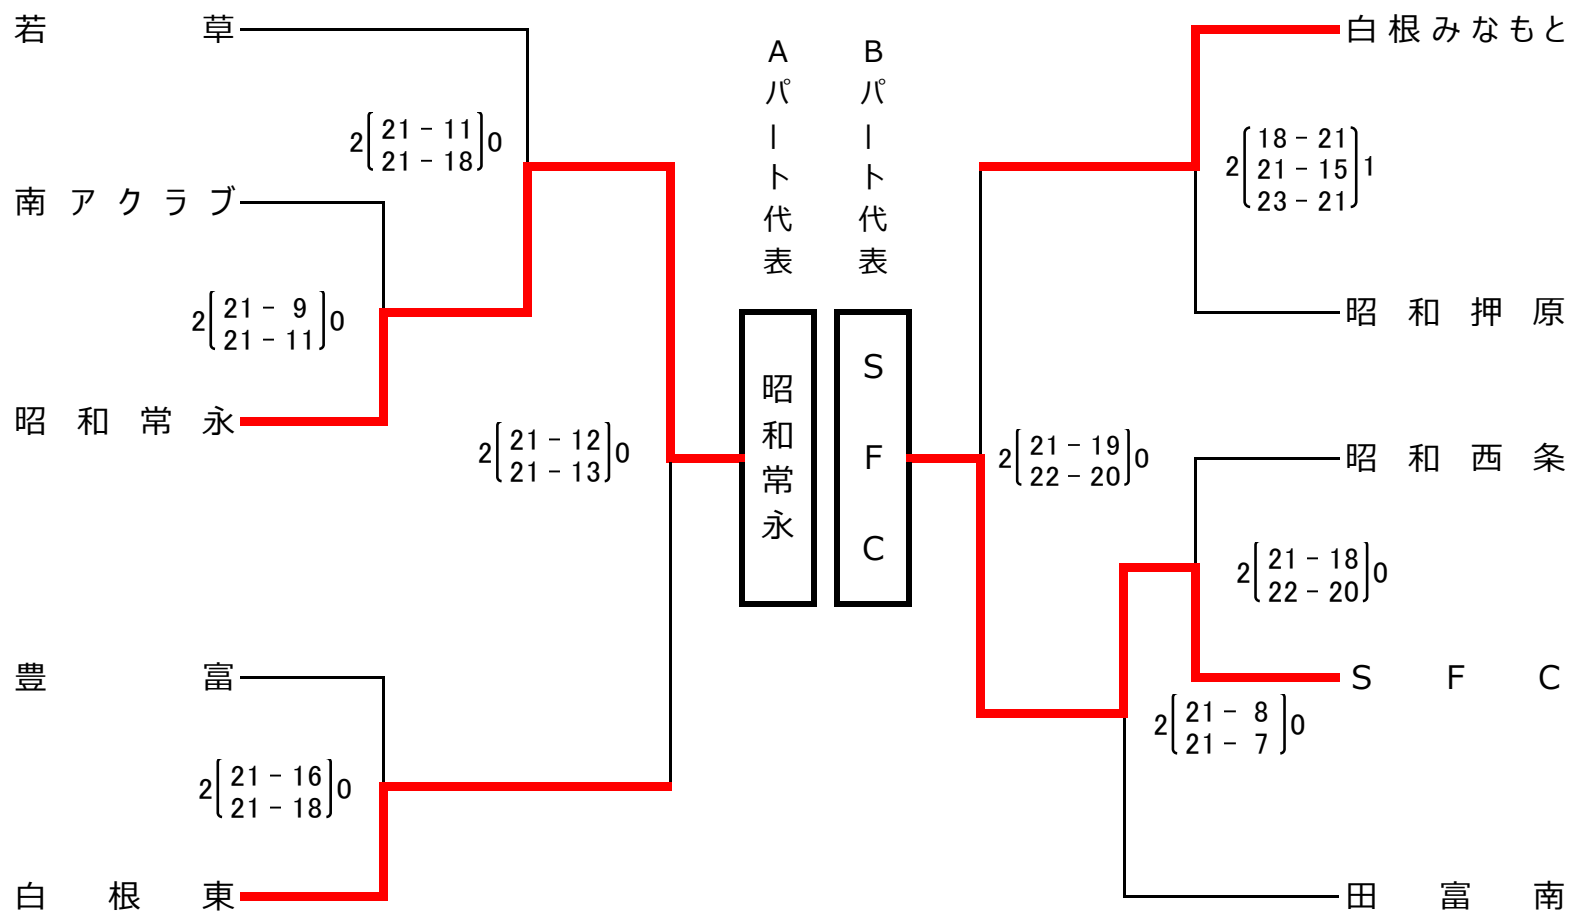 若草
2 21 - 11 0
21 - 18
南アクラブ
2 21 - 9 0
21 - 11
昭和常永
2 21 - 12 0
21 - 13
豊富
2 21 - 16 0
21 - 18
白根東
Aパート代表
昭和常永
Bパート代表
SFC
白根みなもと
18 - 21
2 21 - 15 1
23 - 21
昭和押原
2 21 - 19 0
22 - 20
昭和西条
2 21 - 18 0
22 - 20
SFC
2 21 - 8 0
21 - 7
田富南